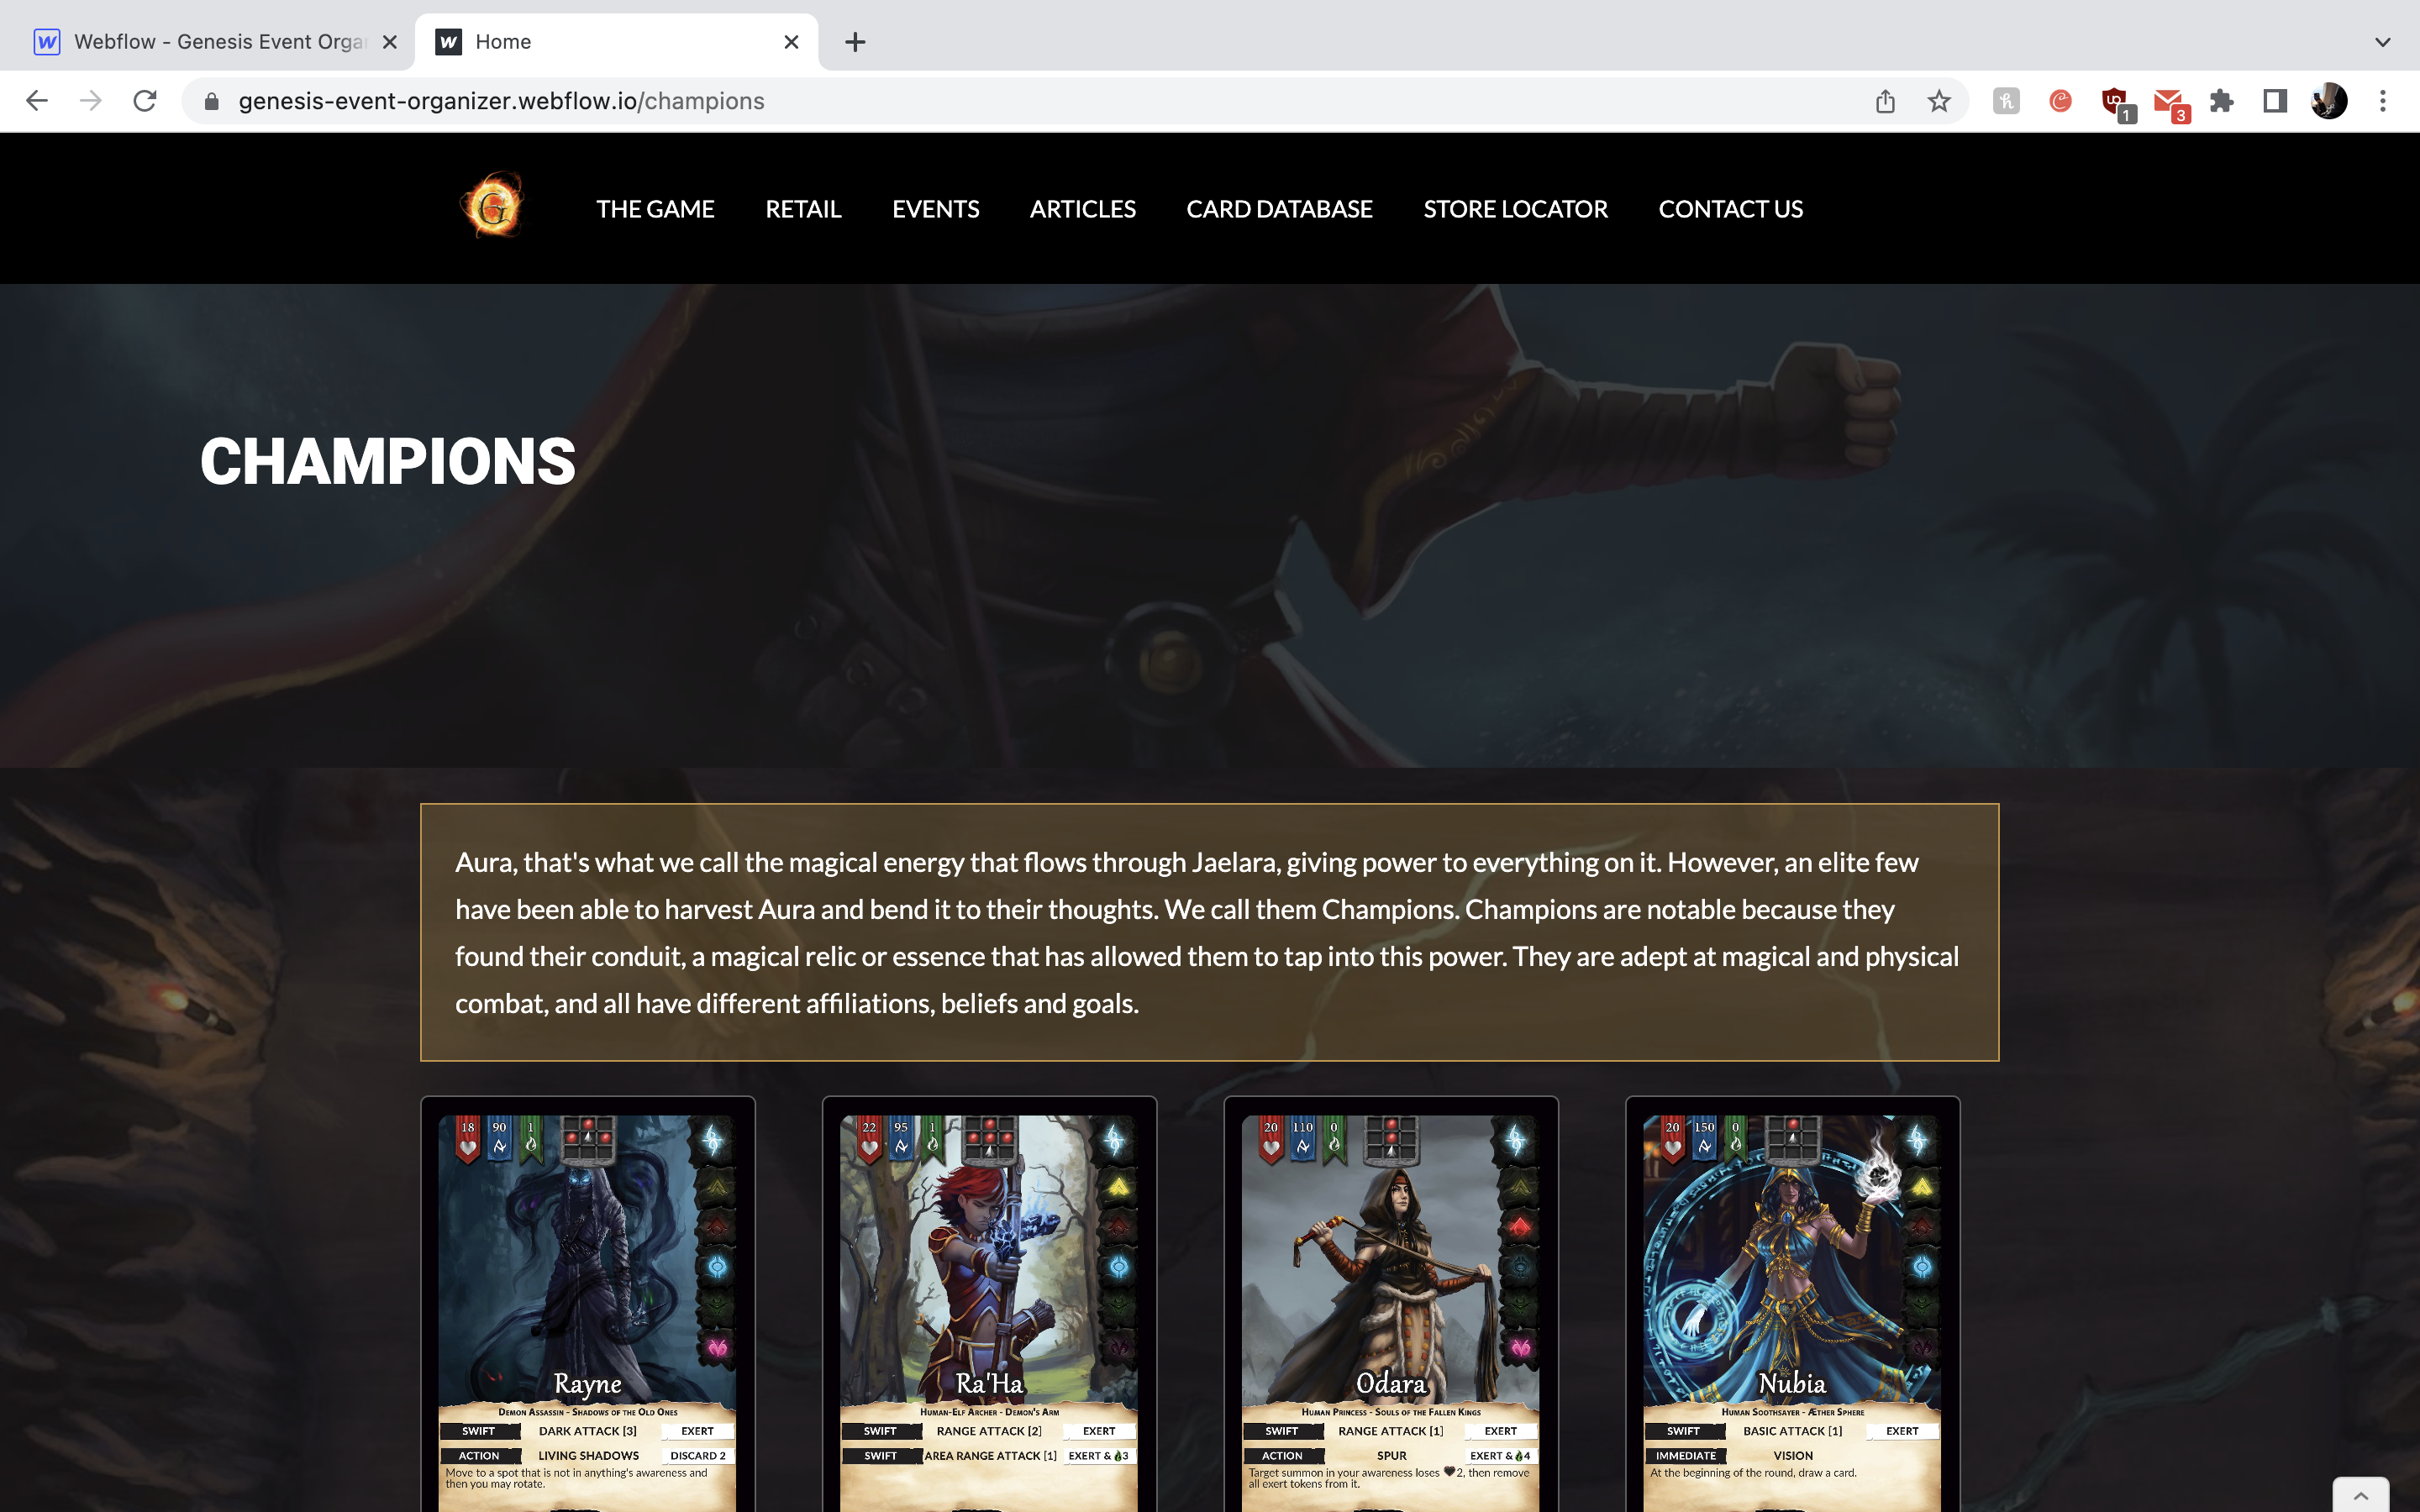 Webflow - Genesis Event Orga
Home
genesis-event-organizer.webflow.io/champions
1
3
G
THE GAME
RETAIL
EVENTS
ARTICLES
CARD DATABASE
STORE LOCATOR
CONTACT US
CHAMPIONS
Aura, that's what we call the magical energy that flows through Jaelara, giving power to everything on it. However, an elite few
have been able to harvest Aura and bend it to their thoughts. We call them Champions. Champions are notable because they
found their conduit, a magical relic or essence that has allowed them to tap into this power. They are adept at magical and physical
combat, and all have different affiliations, beliefs and goals.
18 90 1
Rayne
Demon Assassin - Shadows of the Old Ones
SWIFT DARK ATTACK [3] EXERT
ACTION LIVING SHADOWS DISCARD 2
Move to a spot that is not in anything's awareness and
then you may rotate.
22 95 1
Ra'Ha
Human-Elf Archer - Demon's Arm
SWIFT RANGE ATTACK [2] EXERT
SWIFT AREA RANGE ATTACK [1] EXERT & 3
20 110 0
Odara
Human Princess - Souls of the Fallen Kings
SWIFT RANGE ATTACK [1] EXERT
ACTION SPUR EXERT & 4
Target summon in your awareness loses 2, then remove
all exert tokens from it.
20 150 0
Nubia
Human Soothsayer - Æther Sphere
SWIFT BASIC ATTACK [1] EXERT
IMMEDIATE VISION
At the beginning of the round, draw a card.